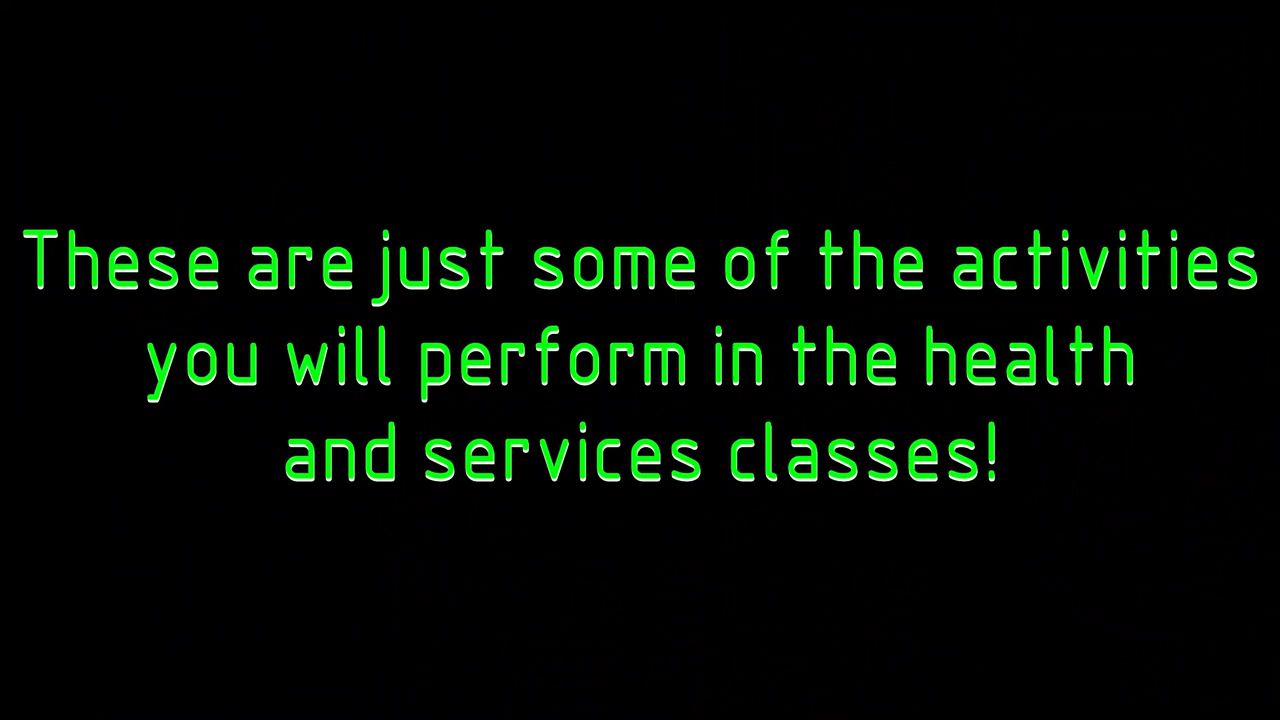 These are just some of the activities
you will perform in the health
and services classes!